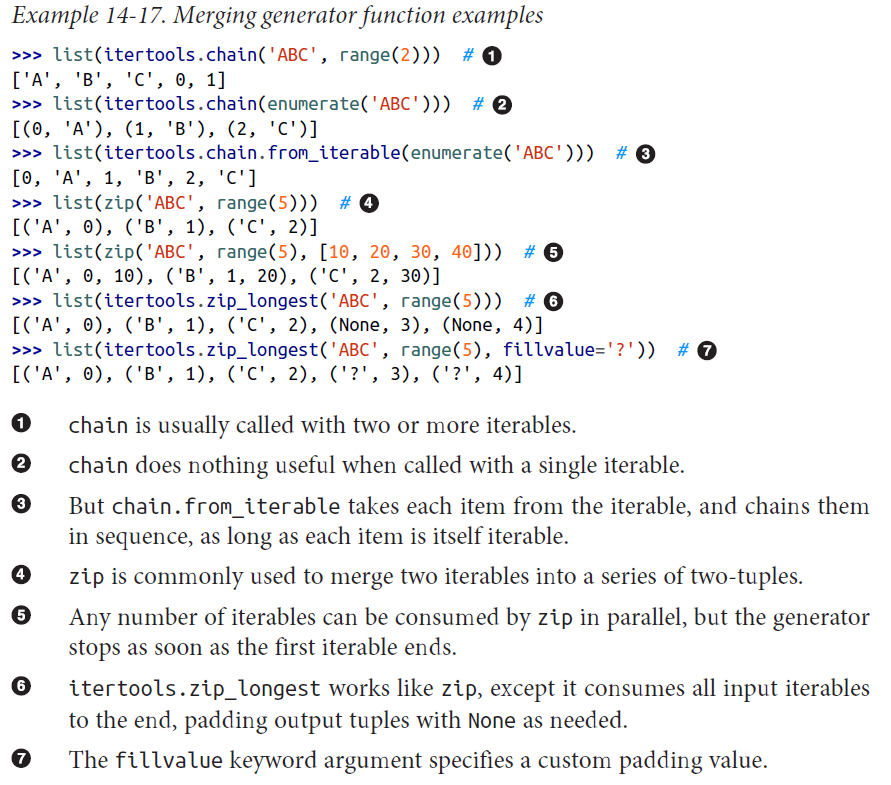 Example 14-17. Merging generator function examples
>>> list(itertools.chain('ABC', range(2)))  # ❶
['A', 'B', 'C', 0, 1]
>>> list(itertools.chain(enumerate('ABC')))  # ❷
[(0, 'A'), (1, 'B'), (2, 'C')]
>>> list(itertools.chain.from_iterable(enumerate('ABC')))  # ❸
[0, 'A', 1, 'B', 2, 'C']
>>> list(zip('ABC', range(5)))  # ❹
[('A', 0), ('B', 1), ('C', 2)]
>>> list(zip('ABC', range(5), [10, 20, 30, 40]))  # ❺
[('A', 0, 10), ('B', 1, 20), ('C', 2, 30)]
>>> list(itertools.zip_longest('ABC', range(5)))  # ❻
[('A', 0), ('B', 1), ('C', 2), (None, 3), (None, 4)]
>>> list(itertools.zip_longest('ABC', range(5), fillvalue='?'))  # ❼
[('A', 0), ('B', 1), ('C', 2), ('?', 3), ('?', 4)]
❶ chain is usually called with two or more iterables.
❷ chain does nothing useful when called with a single iterable.
❸ But chain.from_iterable takes each item from the iterable, and chains them
in sequence, as long as each item is itself iterable.
❹ zip is commonly used to merge two iterables into a series of two-tuples.
❺ Any number of iterables can be consumed by zip in parallel, but the generator
stops as soon as the first iterable ends.
❻ itertools.zip_longest works like zip, except it consumes all input iterables
to the end, padding output tuples with None as needed.
❼ The fillvalue keyword argument specifies a custom padding value.